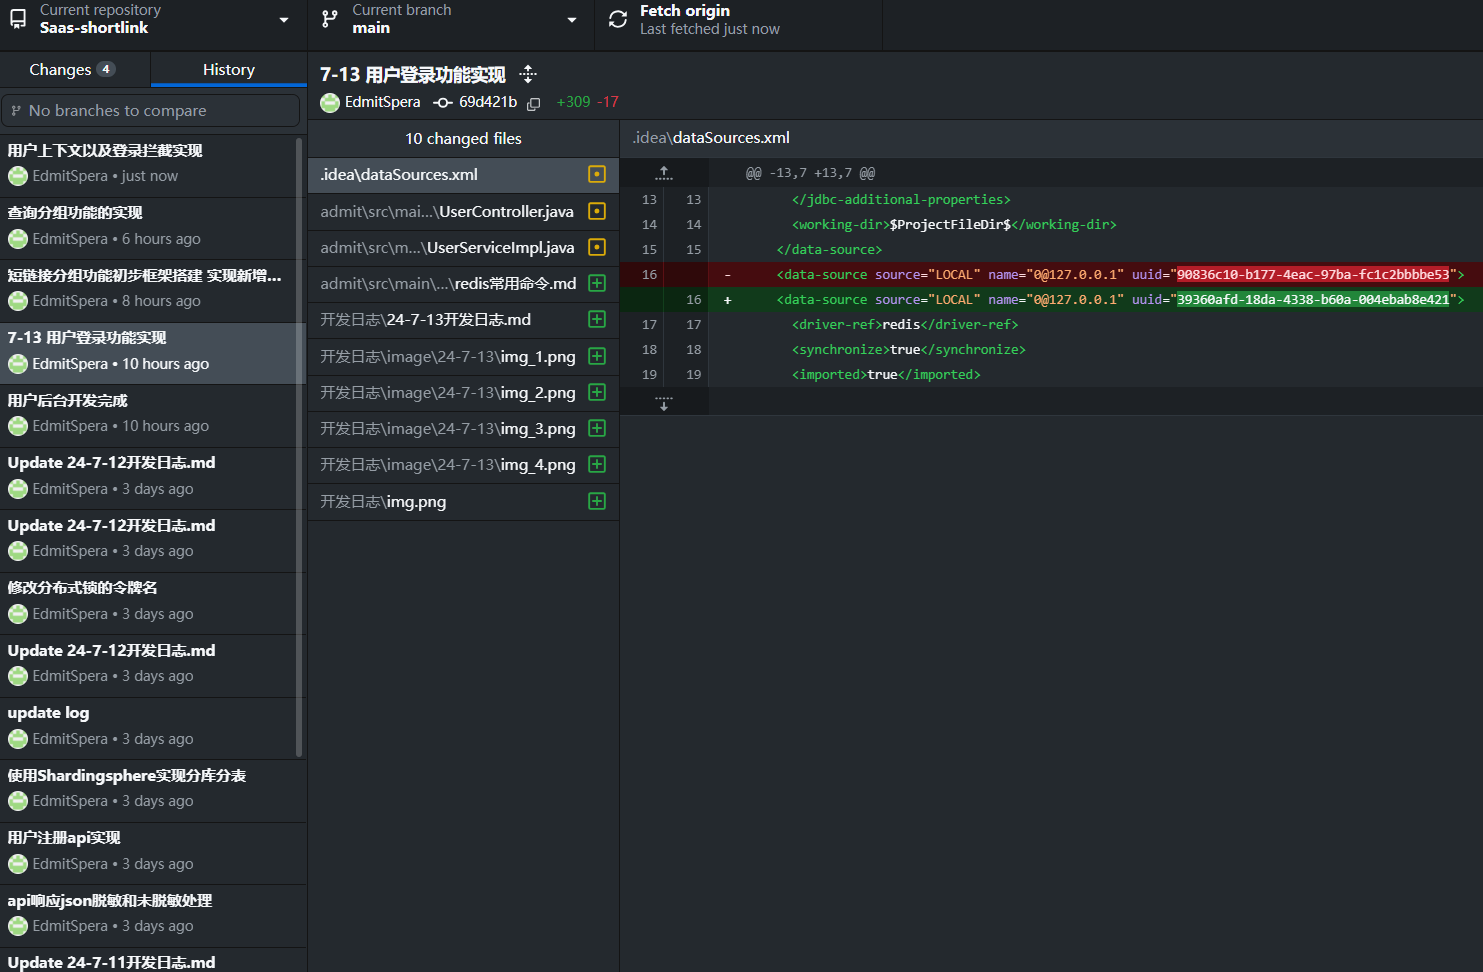 Current repository
Saas-shortlink
Current branch
main
Fetch origin
Last fetched just now
Changes 4
History
No branches to compare
用户上下文以及登录拦截实现
EdmitSpera • just now
查询分组功能的实现
EdmitSpera • 6 hours ago
短链接分组功能初步框架搭建 实现新增...
EdmitSpera • 8 hours ago
7-13 用户登录功能实现
EdmitSpera • 10 hours ago
用户后台开发完成
EdmitSpera • 10 hours ago
Update 24-7-12开发日志.md
EdmitSpera • 3 days ago
Update 24-7-12开发日志.md
EdmitSpera • 3 days ago
修改分布式锁的令牌名
EdmitSpera • 3 days ago
Update 24-7-12开发日志.md
EdmitSpera • 3 days ago
update log
EdmitSpera • 3 days ago
使用Shardingsphere实现分库分表
EdmitSpera • 3 days ago
用户注册api实现
EdmitSpera • 3 days ago
api响应json脱敏和未脱敏处理
EdmitSpera • 3 days ago
Update 24-7-11开发日志.md
7-13 用户登录功能实现
EdmitSpera 69d421b +309 -17
10 changed files
.idea\dataSources.xml
admit\src\mai...\UserController.java
admit\src\m...\UserServiceImpl.java
admit\src\main\...\redis常用命令.md
开发日志\24-7-13开发日志.md
开发日志\image\24-7-13\img_1.png
开发日志\image\24-7-13\img_2.png
开发日志\image\24-7-13\img_3.png
开发日志\image\24-7-13\img_4.png
开发日志\img.png
.idea\dataSources.xml
@@ -13,7 +13,7 @@
13 13 </jdbc-additional-properties>
14 14 <working-dir>$ProjectFileDir$</working-dir>
15 15 </data-source>
16 - <data-source source="LOCAL" name="0@127.0.0.1" uuid="90836c10-b177-4eac-97ba-fc1c2bbbbe53">
16 + <data-source source="LOCAL" name="0@127.0.0.1" uuid="39360afd-18da-4338-b60a-004ebab8e421">
17 17 <driver-ref>redis</driver-ref>
18 18 <synchronize>true</synchronize>
19 19 <imported>true</imported>